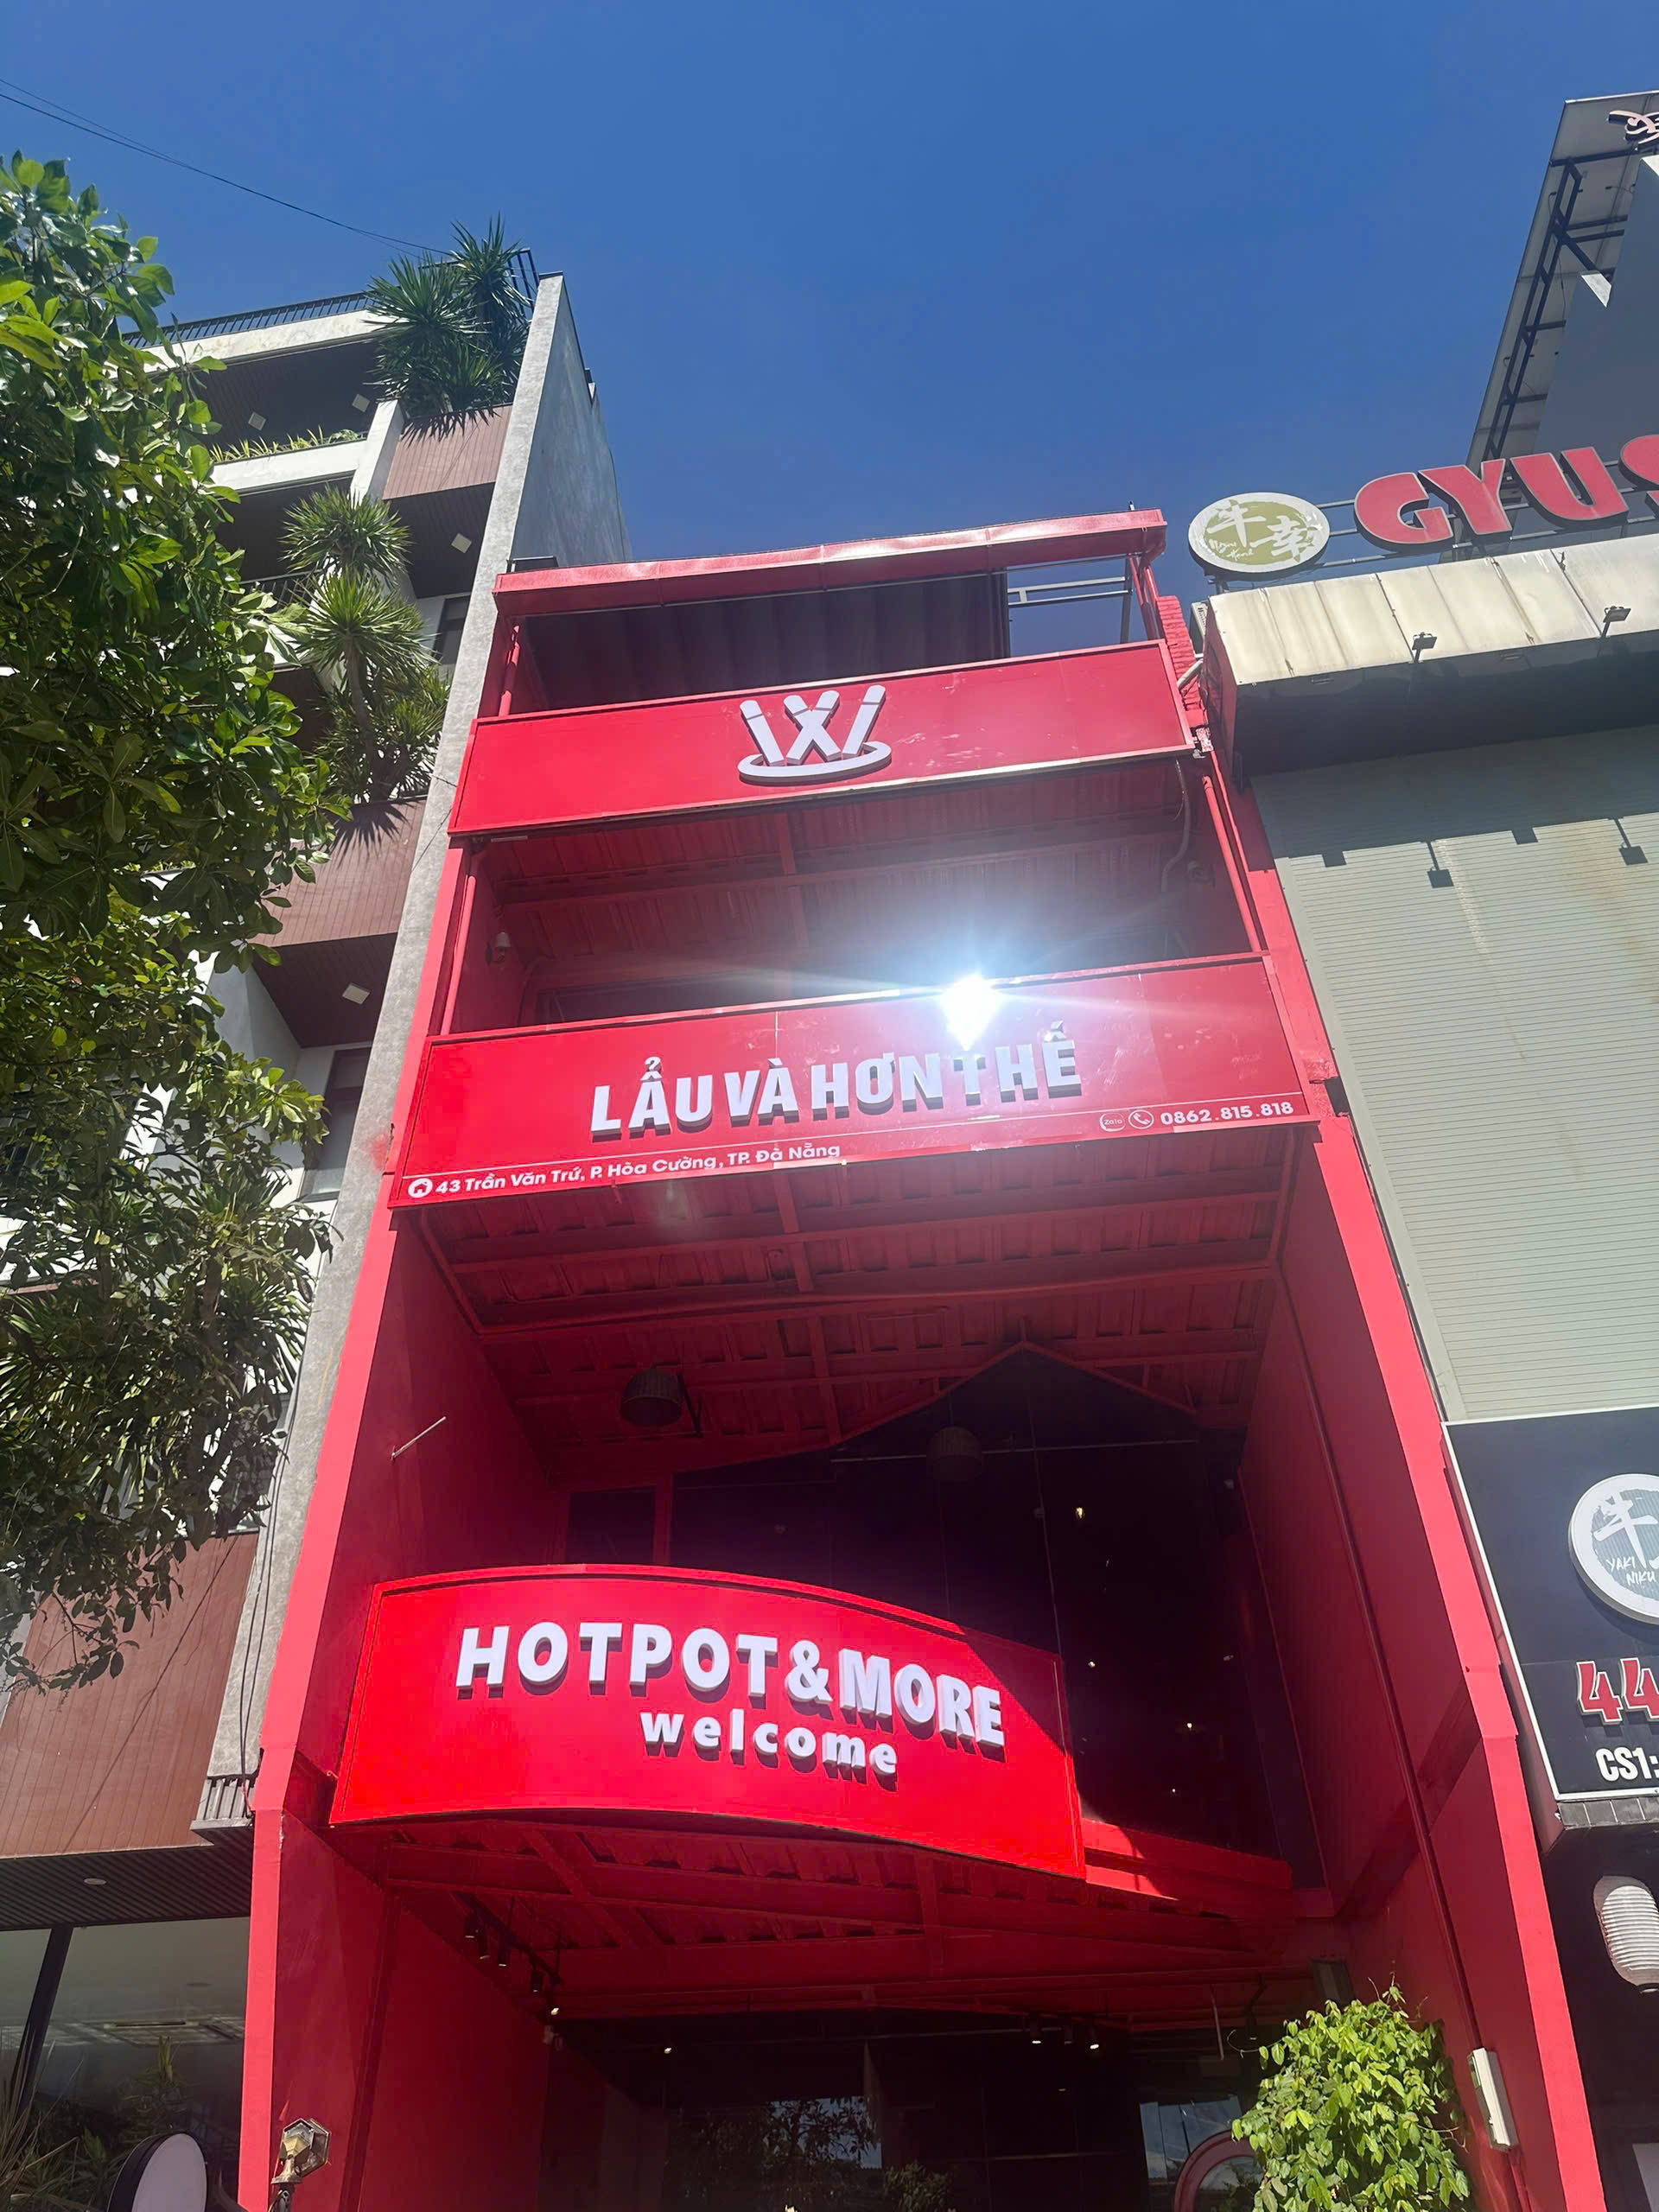 GYUS
牛幸
LẨU VÀ HƠN THẾ
Zalo 0862.815.818
43 Trần Văn Trứ, P. Hòa Cường, TP. Đà Nẵng
HOTPOT&MORE
welcome
牛
YAKI
NIKU
44
CS1: